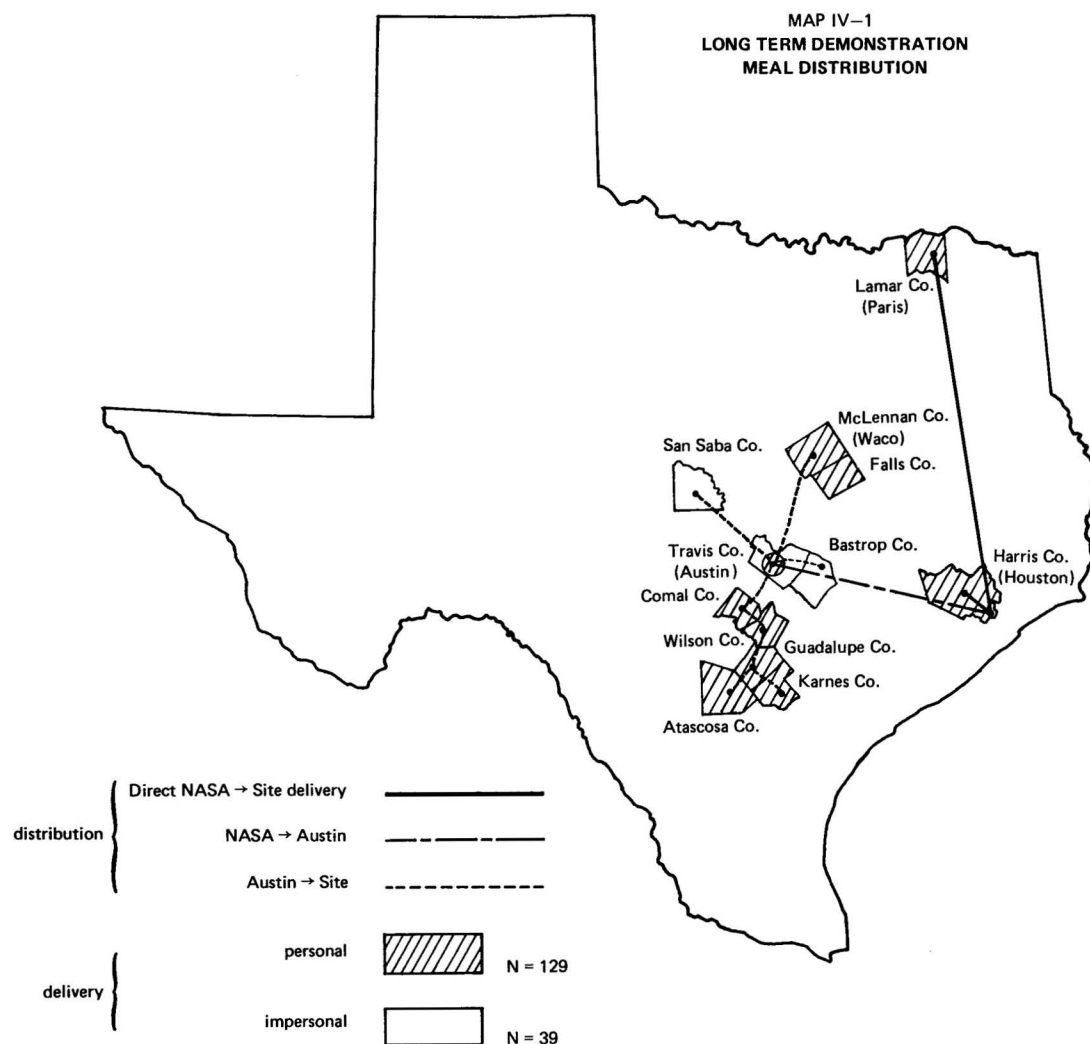 MAP IV–1
LONG TERM DEMONSTRATION
MEAL DISTRIBUTION
Lamar Co.
(Paris)
McLennan Co.
(Waco)
Falls Co.
San Saba Co.
Travis Co.
(Austin)
Bastrop Co.
Harris Co.
(Houston)
Comal Co.
Wilson Co.
Guadalupe Co.
Karnes Co.
Atascosa Co.
distribution
Direct NASA → Site delivery
NASA → Austin
Austin → Site
delivery
personal
N = 129
impersonal
N = 39